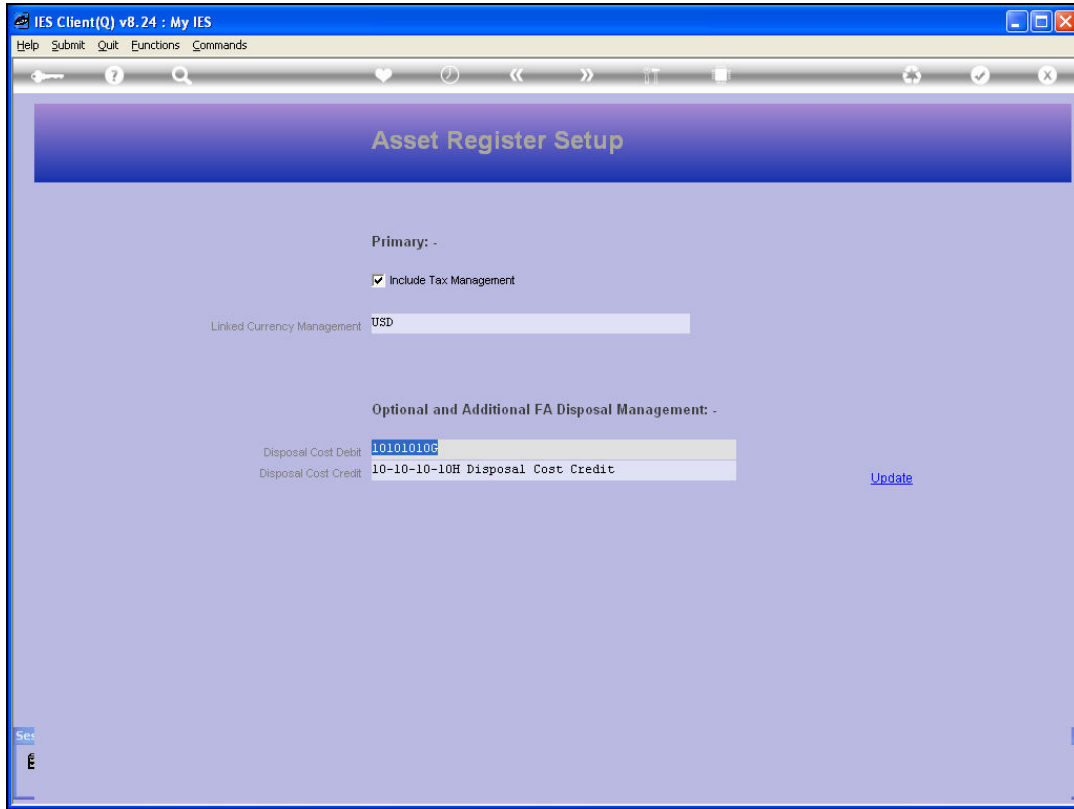 IES Client(Q) v8.24 : My IES
Help Submit Quit Functions Commands
Asset Register Setup
Primary: -
Include Tax Management
Linked Currency Management USD
Optional and Additional FA Disposal Management: -
Disposal Cost Debit 10101010G
Disposal Cost Credit 10-10-10-10H Disposal Cost Credit
Update
Ses